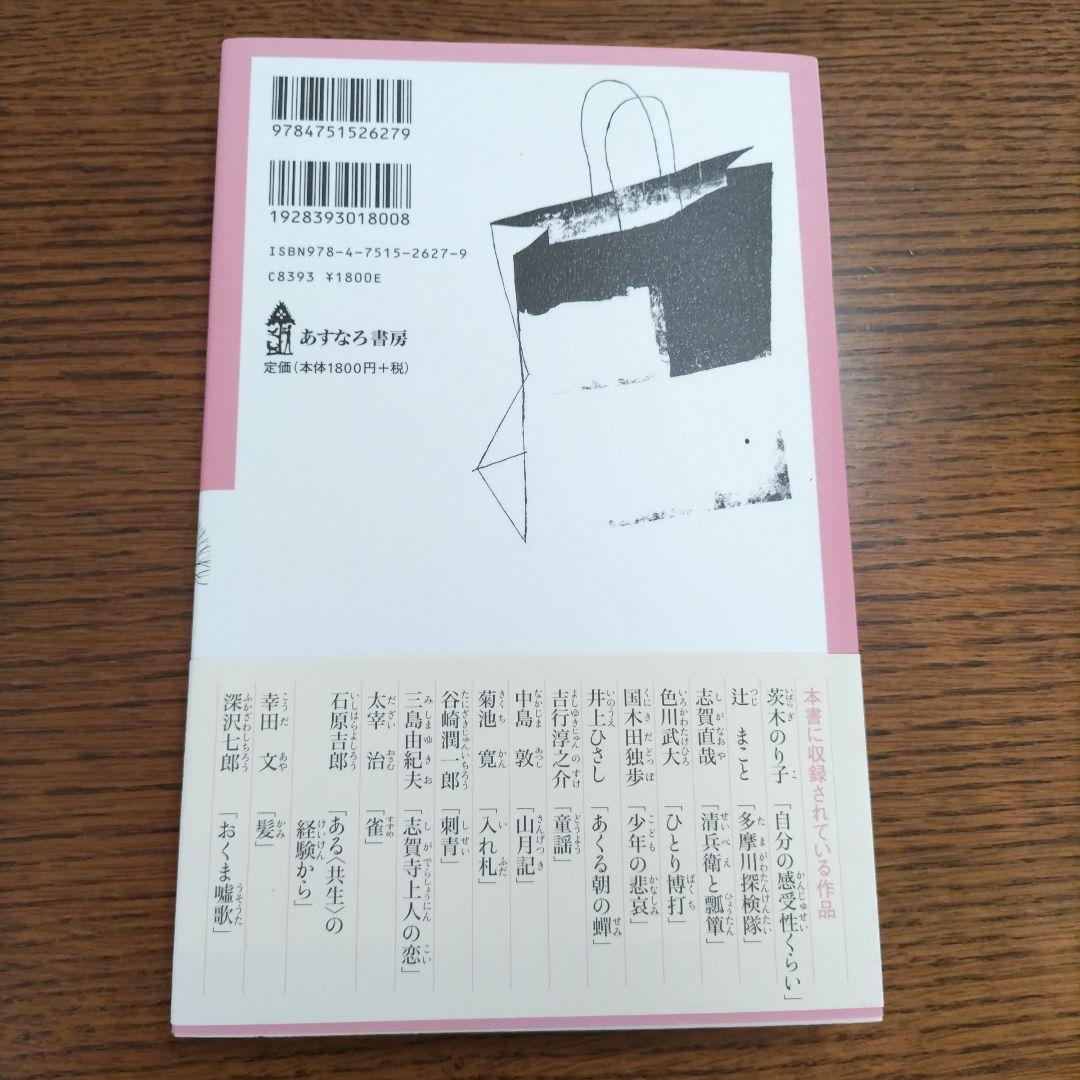 9784751526279
1928393018008
ISBN978-4-7515-2627-9
C8393 ¥1800E
あすなろ書房
定価(本体1800円+税)
本書に収録されている作品
茨木のり子「自分の感受性くらい」
辻 まこと「多摩川探検隊」
志賀直哉「清兵衛と瓢簞」
色川武大「ひとり博打」
国木田独歩「少年の悲哀」
井上ひさし「あくる朝の蟬」
吉行淳之介「童謡」
中島 敦「山月記」
菊池 寛「入れ札」
谷崎潤一郎「刺青」
三島由紀夫「志賀寺上人の恋」
太宰 治「雀」
石原吉郎「ある〈共生〉の
経験から」
幸田 文「髪」
深沢七郎「おくま噓歌」